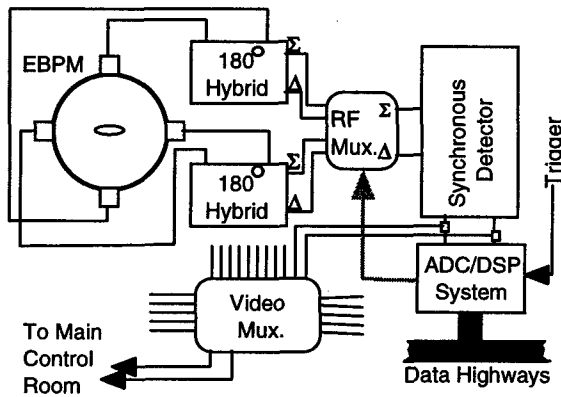 EBPM
180°
Hybrid
Σ
Δ
180°
Hybrid
Σ
Δ
RF
Mux.
Σ
Δ
Synchronous
Detector
Trigger
ADC/DSP
System
Video
Mux.
To Main
Control
Room
Data Highways